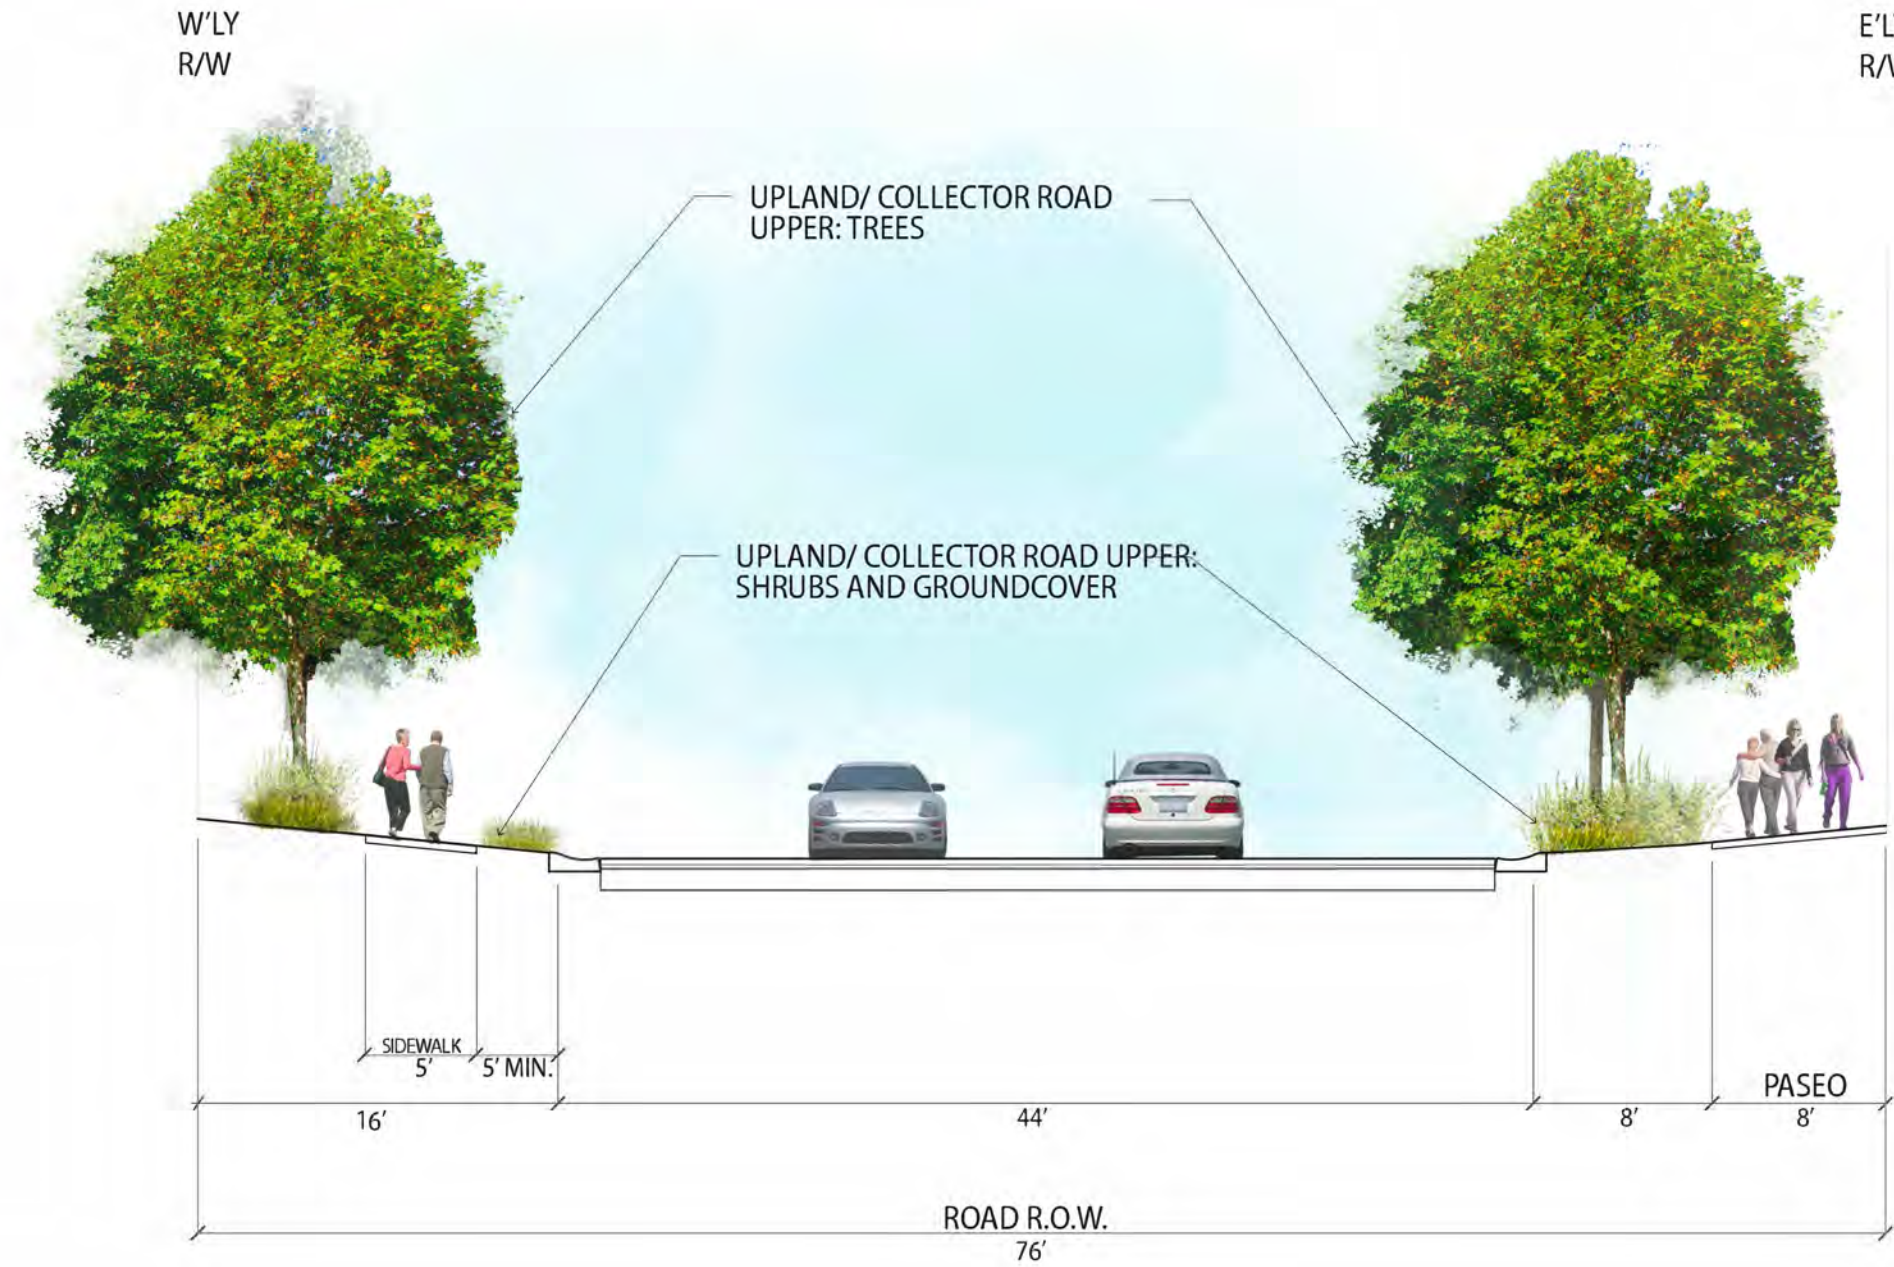 W'LY
R/W
E'L
R/
UPLAND/ COLLECTOR ROAD
UPPER: TREES
UPLAND/ COLLECTOR ROAD UPPER:
SHRUBS AND GROUNDCOVER
SIDEWALK
5'
5' MIN.
16'
44'
8'
PASEO
8'
ROAD R.O.W.
76'